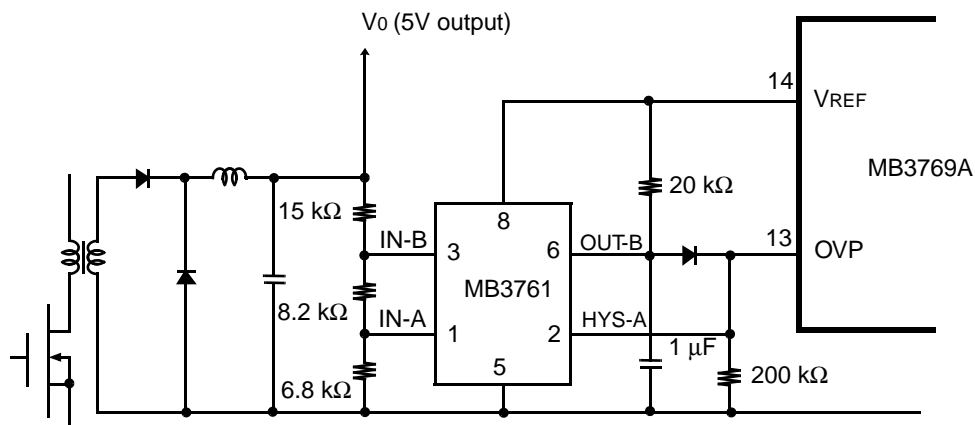 V0 (5V output)
14
VREF
MB3769A
20 kΩ
15 kΩ
8
IN-B
3
6
OUT-B
13
OVP
MB3761
8.2 kΩ
IN-A
1
2
HYS-A
1 μF
5
6.8 kΩ
200 kΩ